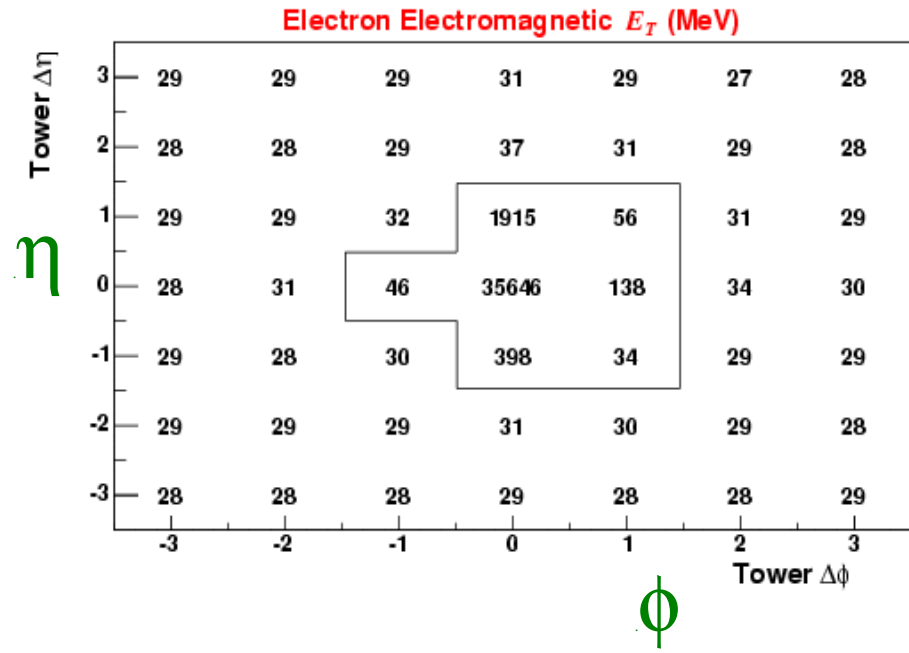 Electron Electromagnetic E_T (MeV)
Tower Δη
η
3 29 29 29 31 29 27 28
2 28 28 29 37 31 29 28
1 29 29 32 1915 56 31 29
0 28 31 46 35646 138 34 30
-1 29 28 30 398 34 29 29
-2 29 29 29 31 30 29 28
-3 28 28 28 29 28 28 29
-3 -2 -1 0 1 2 3
Tower Δϕ
ϕ